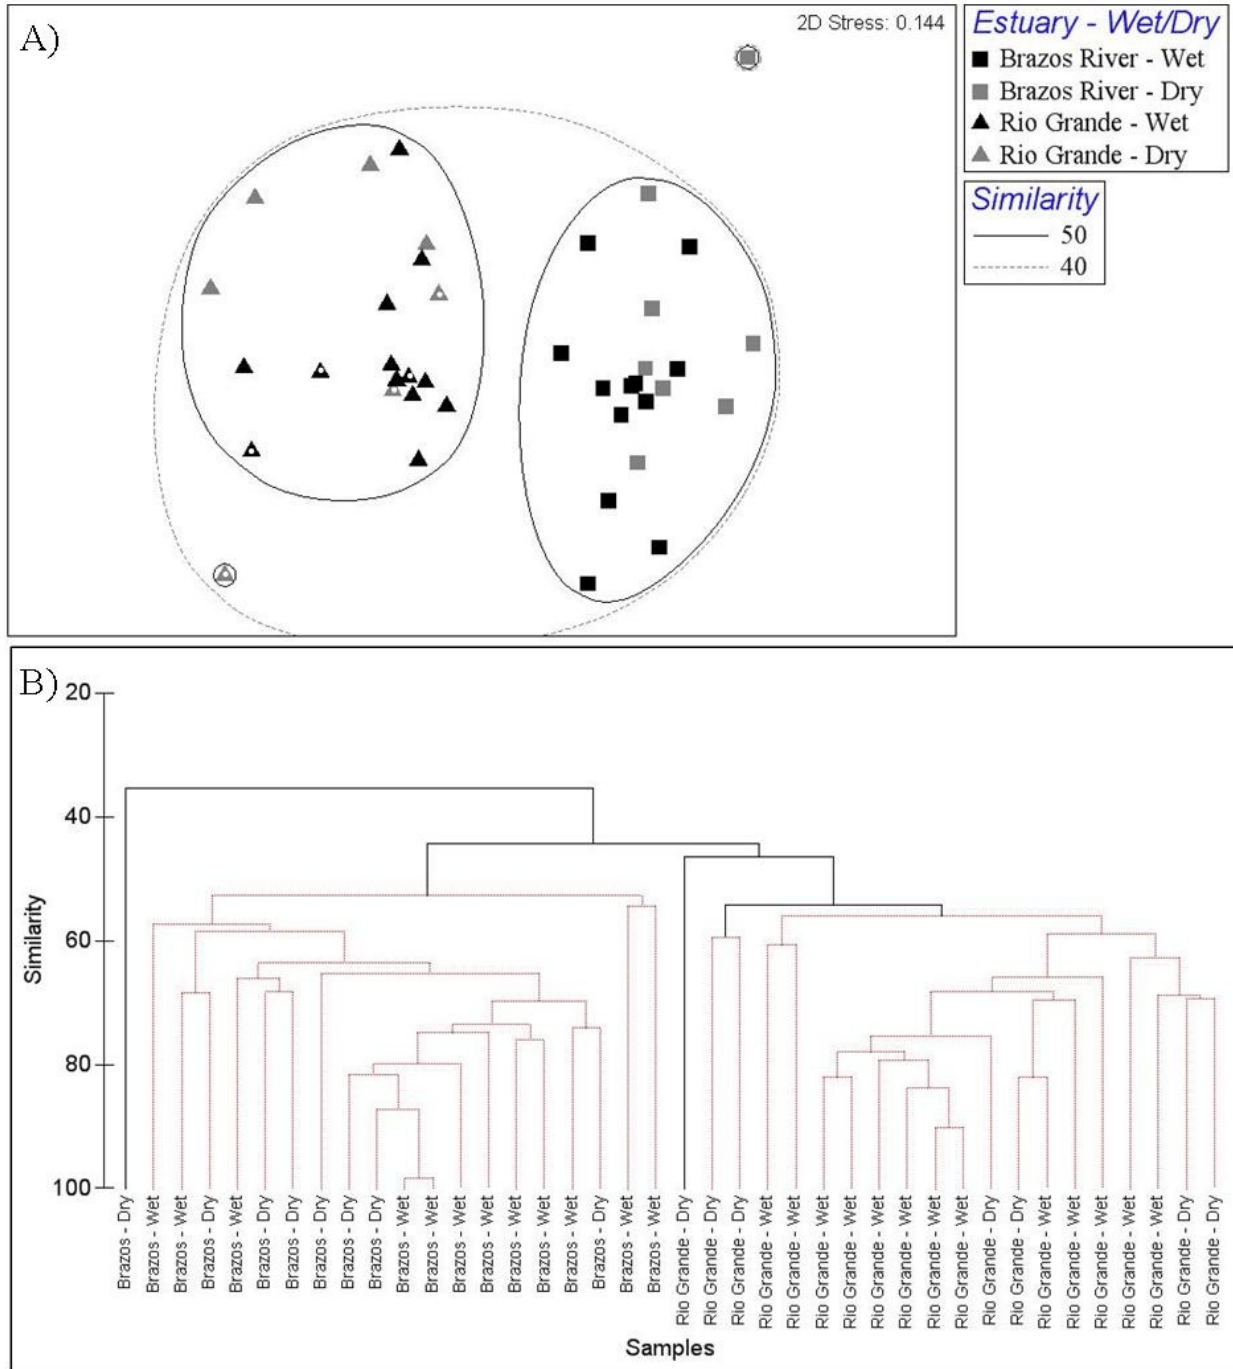 A)
2D Stress: 0.144
Estuary - Wet/Dry
Brazos River - Wet
Brazos River - Dry
Rio Grande - Wet
Rio Grande - Dry
Similarity
50
40
B)
20
40
60
80
100
Similarity
Brazos - Dry
Brazos - Wet
Brazos - Wet
Brazos - Dry
Brazos - Wet
Brazos - Dry
Brazos - Dry
Brazos - Dry
Brazos - Dry
Brazos - Dry
Brazos - Wet
Brazos - Wet
Brazos - Wet
Brazos - Wet
Brazos - Wet
Brazos - Wet
Brazos - Wet
Brazos - Dry
Brazos - Wet
Brazos - Wet
Rio Grande - Dry
Rio Grande - Dry
Rio Grande - Dry
Rio Grande - Wet
Rio Grande - Wet
Rio Grande - Wet
Rio Grande - Wet
Rio Grande - Wet
Rio Grande - Wet
Rio Grande - Wet
Rio Grande - Wet
Rio Grande - Dry
Rio Grande - Dry
Rio Grande - Wet
Rio Grande - Wet
Rio Grande - Wet
Rio Grande - Wet
Rio Grande - Wet
Rio Grande - Dry
Rio Grande - Dry
Samples